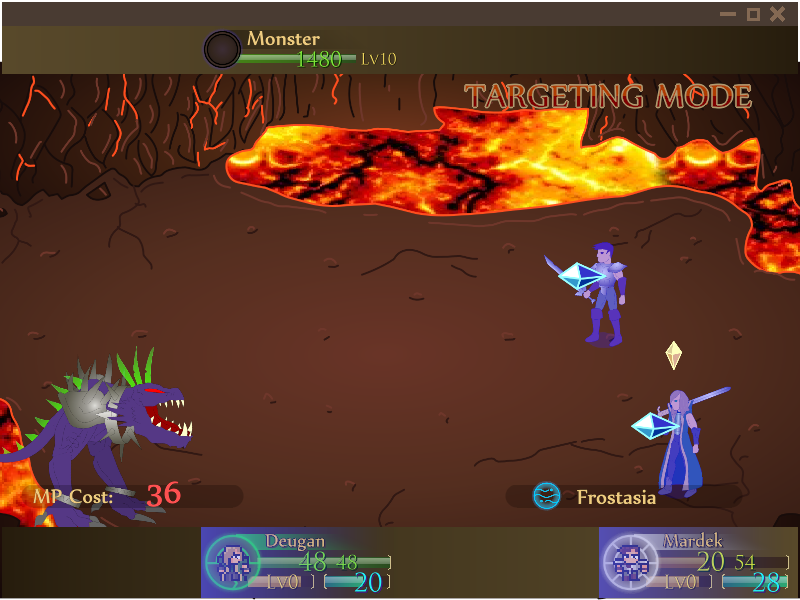 Monster
1480 Lv10
TARGETING MODE
MP Cost: 36
Frostasia
Deugan
48 48
Lv0 20
Mardek
20 54
Lv0 28